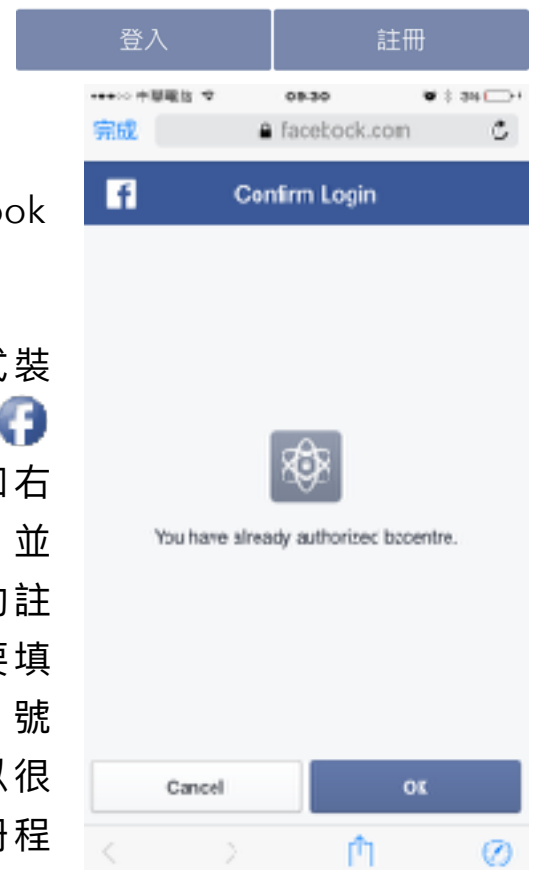 登入 註冊
ook
裝
右
並
註
填
號
很
程
中華電信 09:30 3%
完成 facebook.com
Confirm Login
You have already authorized bocentre.
Cancel OK